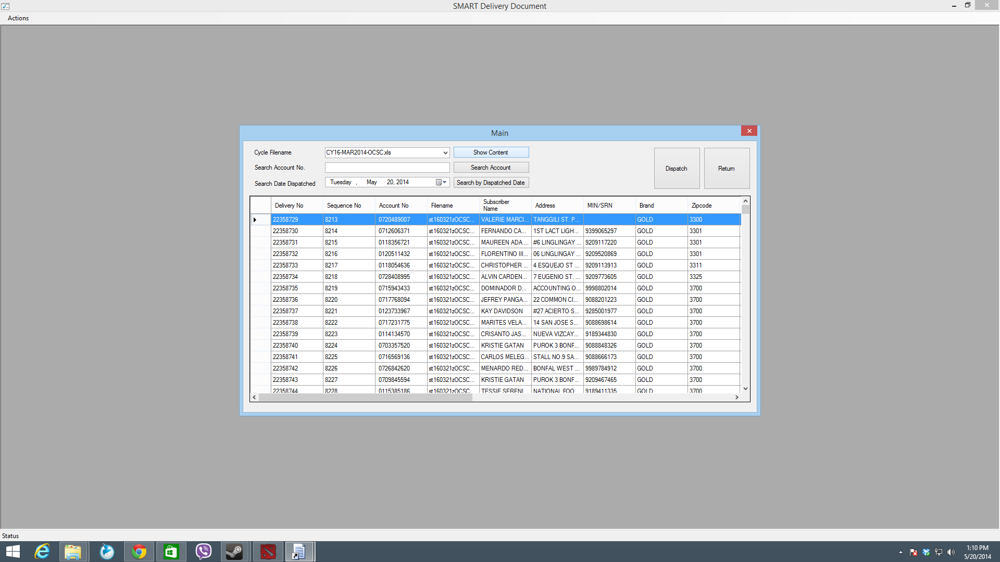 SMART Delivery Document
Actions
Main
Cycle Filename CY16-MAR2014-OCSC.xls Show Content
Search Account No. Search Account
Search Date Dispatched Tuesday , May 20, 2014 Search by Dispatched Date
Dispatch Return
Delivery No Sequence No Account No Filename Subscriber Name Address MIN/SRN Brand Zipcode
22358729 8213 0720489007 st160321zOCSC... VALERIE MARCI... TANGGILI ST. P... GOLD 3300
22358730 8214 0712606371 st160321zOCSC... FERNANDO CA... 1ST LACT LIGH... 9399065297 GOLD 3301
22358731 8215 0118356721 st160321zOCSC... MAUREEN ADA ... #6 LINGLINGAY ... 9209117220 GOLD 3301
22358732 8216 0120511432 st160321zOCSC... FLORENTINO III... 06 LINGLINGAY ... 9209520869 GOLD 3301
22358733 8217 0118054636 st160321zOCSC... CHRISTOPHER ... 4 ESQUEJO ST ... 9209113913 GOLD 3311
22358734 8218 0728408995 st160321zOCSC... ALVIN CARDEN... 7 EUGENIO ST. ... 9209773605 GOLD 3325
22358735 8219 0715943433 st160321zOCSC... DOMINADOR D... ACCOUNTING O... 9998802014 GOLD 3700
22358736 8220 0717768094 st160321zOCSC... JEFREY PANGA... 22 COMMON CI... 9088201223 GOLD 3700
22358737 8221 0123733967 st160321zOCSC... KAY DAVIDSON #27 ACIERTO S... 9285001977 GOLD 3700
22358738 8222 0717231775 st160321zOCSC... MARITES VELA... 14 SAN JOSE S... 9088698614 GOLD 3700
22358739 8223 0114134570 st160321zOCSC... CRISANTO JAS... NUEVA VIZCAY... 9189344830 GOLD 3700
22358740 8224 0703357520 st160321zOCSC... KRISTIE GATAN PUROK 3 BONF... 9088848326 GOLD 3700
22358741 8225 0716569136 st160321zOCSC... CARLOS MELEG... STALL NO.9 SA... 9088666173 GOLD 3700
22358742 8226 0726842620 st160321zOCSC... MENARDO RED... BONFAL WEST ... 9989784912 GOLD 3700
22358743 8227 0709845594 st160321zOCSC... KRISTIE GATAN PUROK 3 BONF... 9209467465 GOLD 3700
22358744 8228 0115385186 st160321zOCSC TESSIE SERENI NATIONAL FOO 9189411335 GOLD 3700
Status
1:10 PM
5/20/2014